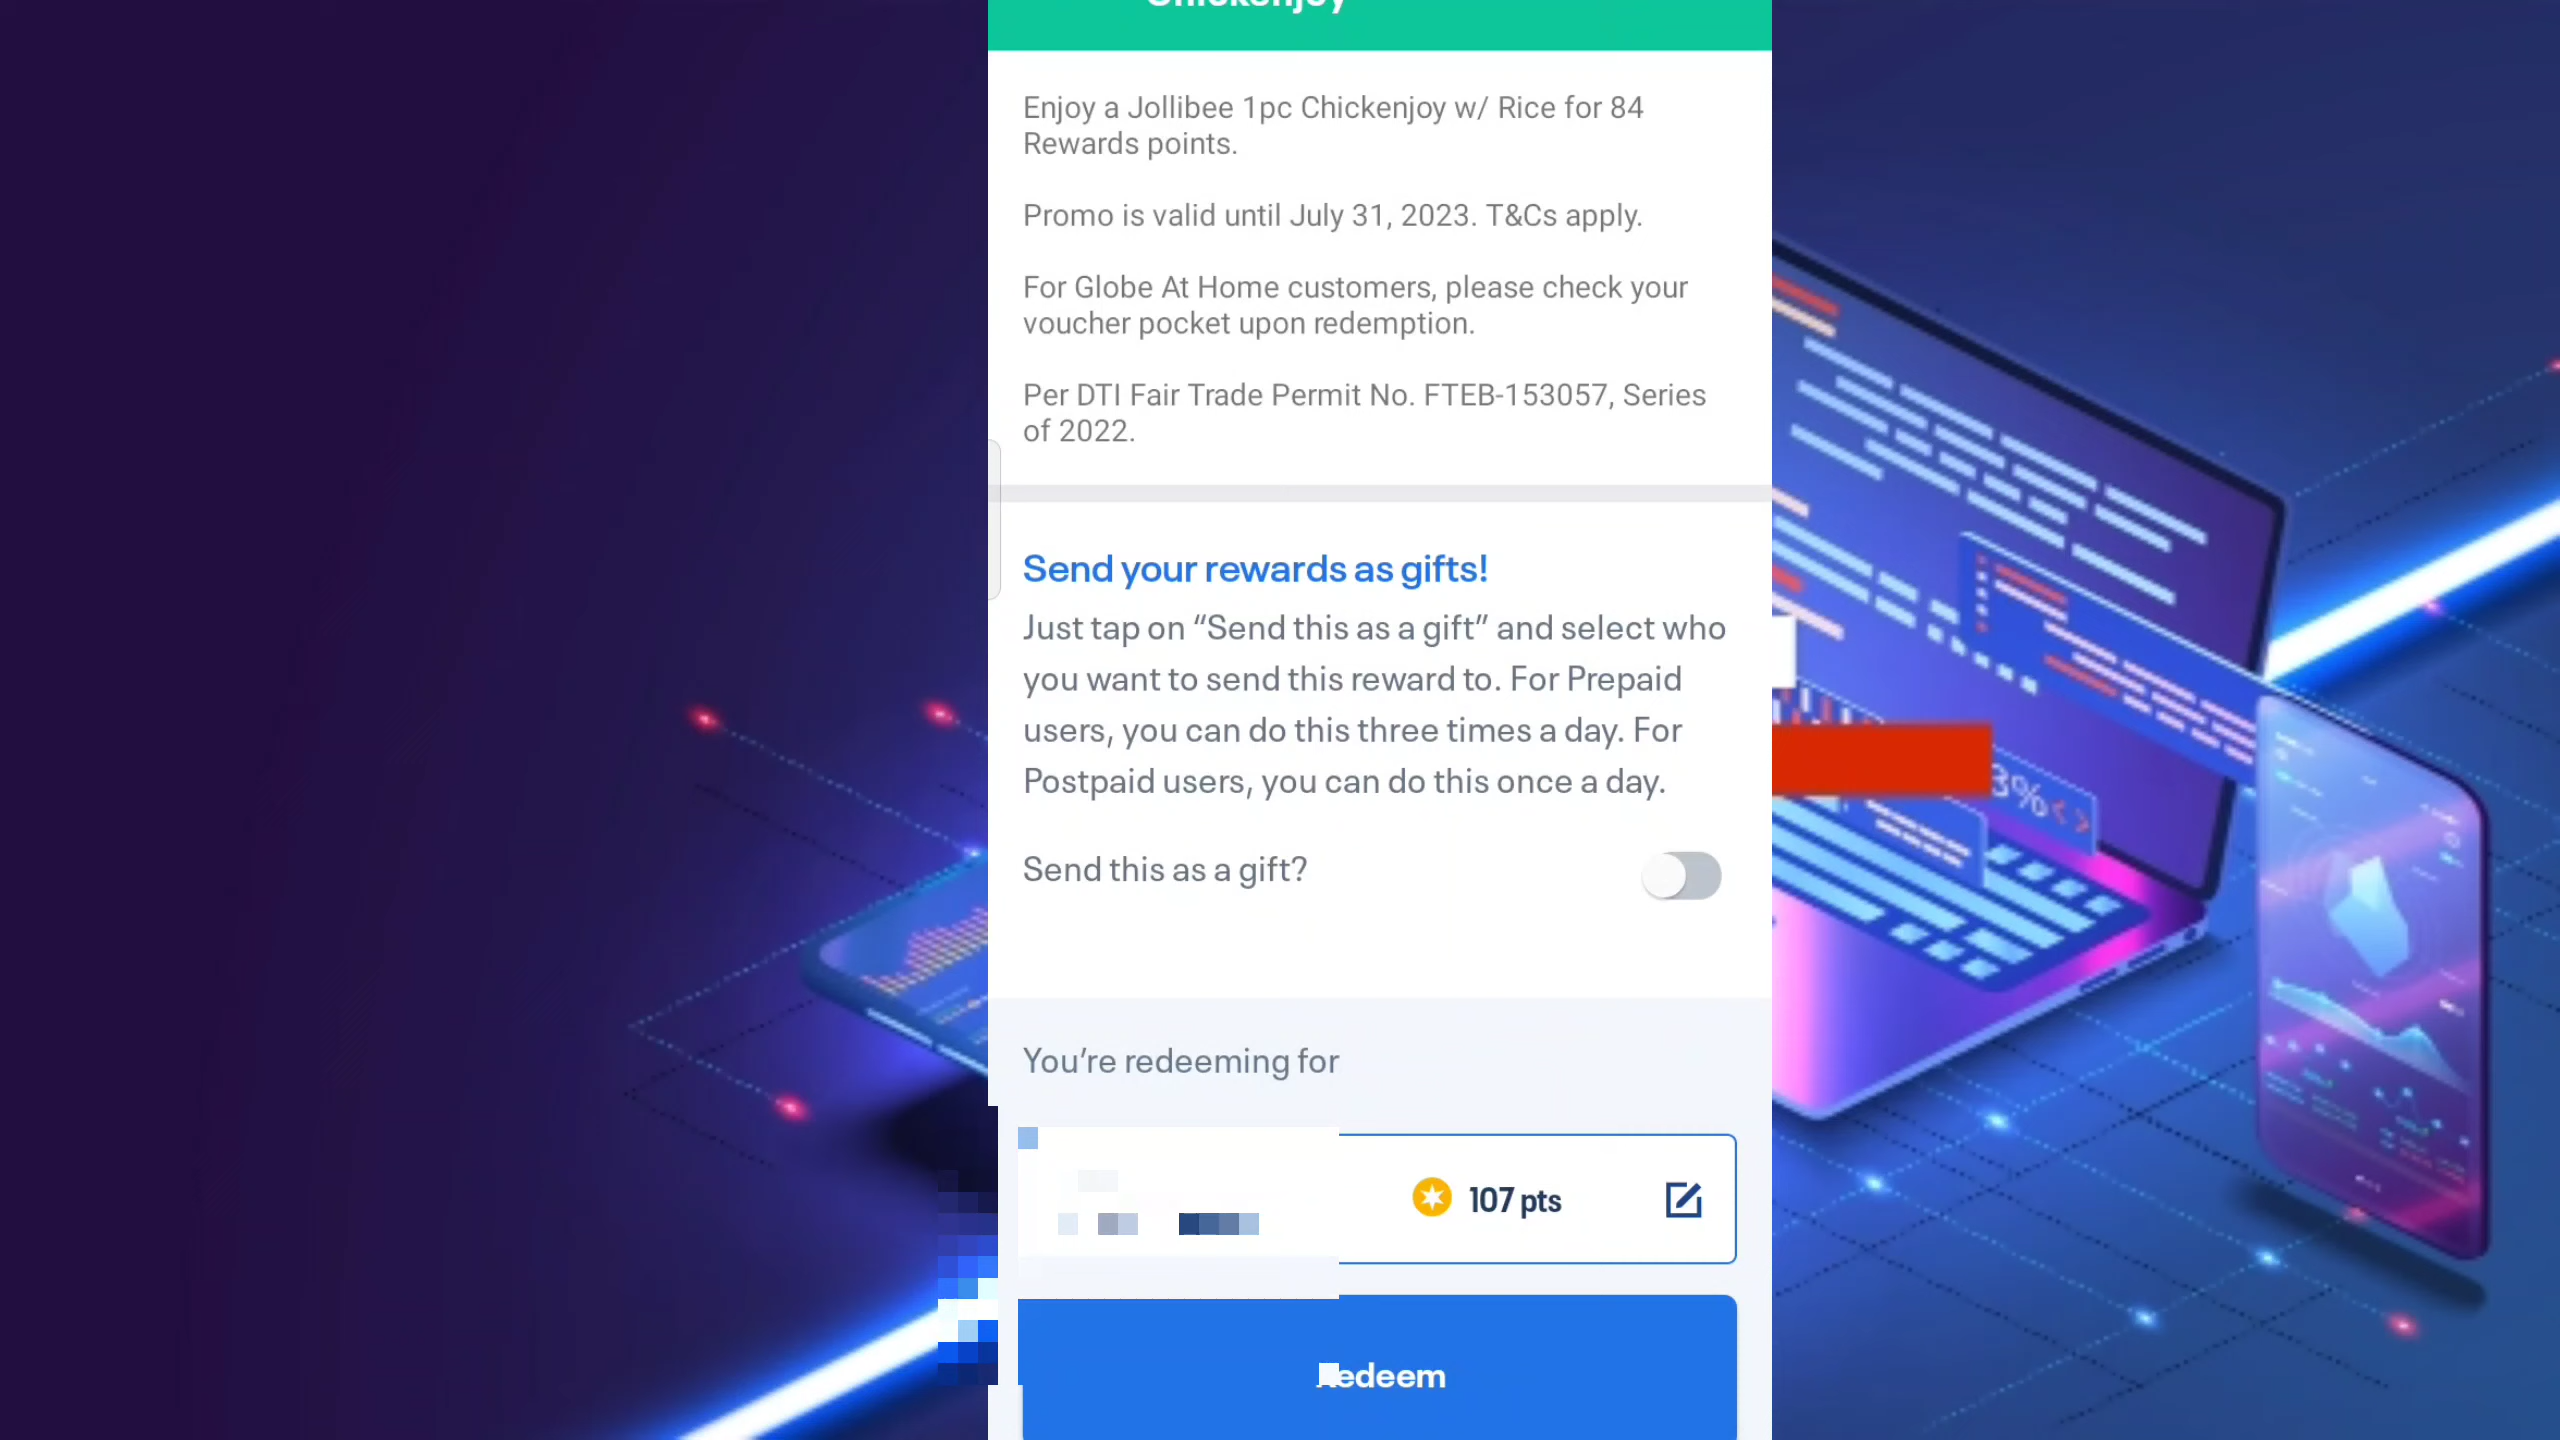 Chickenjoy
Enjoy a Jollibee 1pc Chickenjoy w/ Rice for 84
Rewards points.
Promo is valid until July 31, 2023. T&Cs apply.
For Globe At Home customers, please check your
voucher pocket upon redemption.
Per DTI Fair Trade Permit No. FTEB-153057, Series
of 2022.
Send your rewards as gifts!
Just tap on “Send this as a gift” and select who
you want to send this reward to. For Prepaid
users, you can do this three times a day. For
Postpaid users, you can do this once a day.
3%<>
Send this as a gift?
You’re redeeming for
107 pts
Redeem